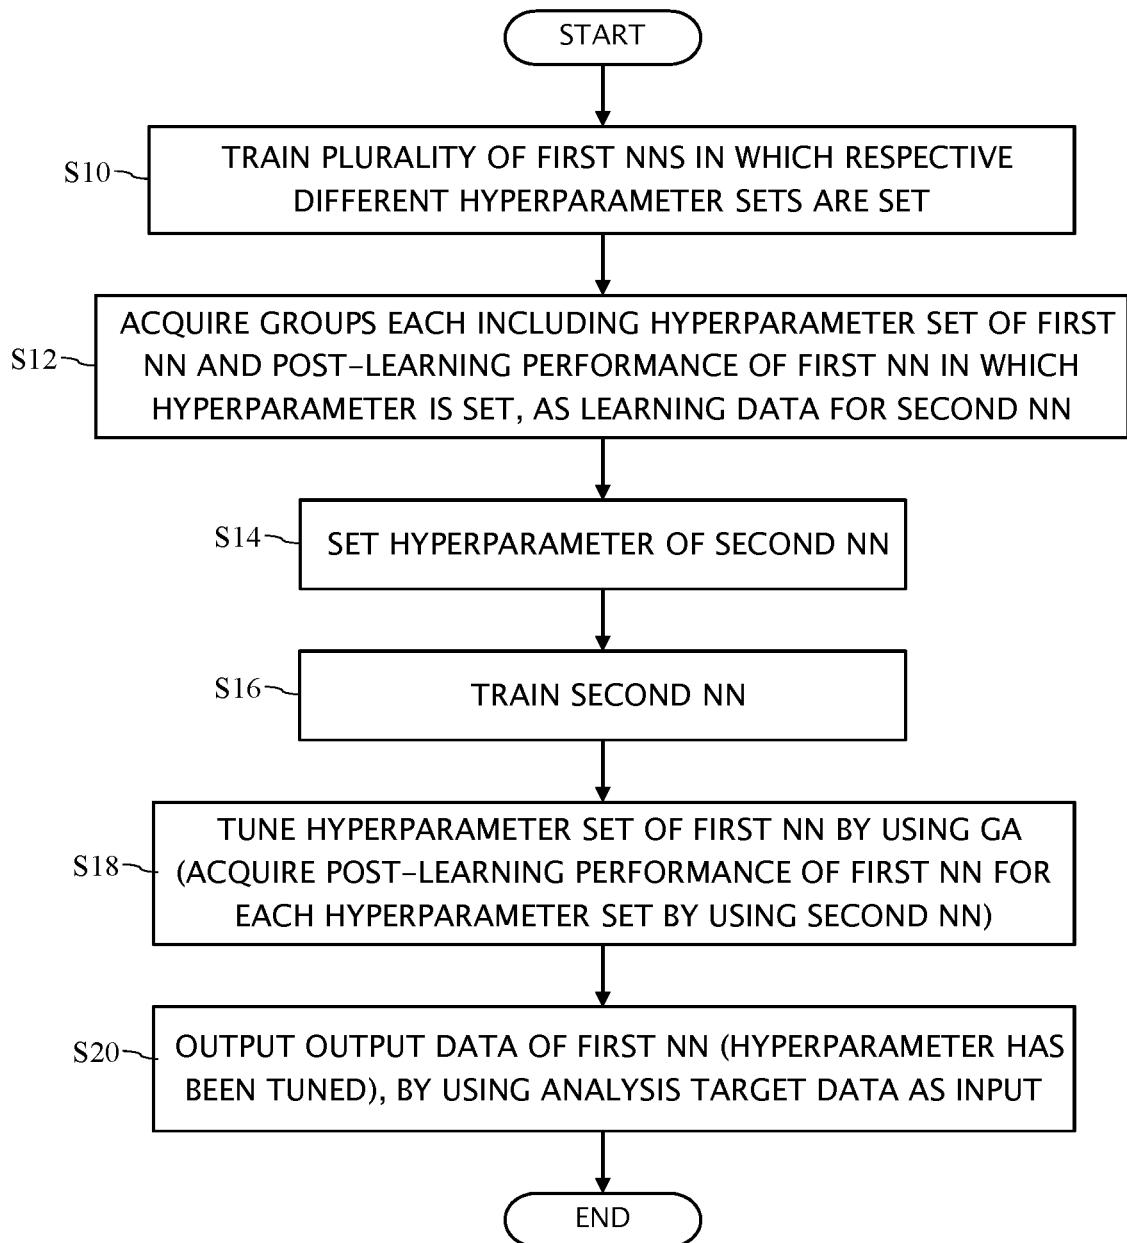 START
S10
TRAIN PLURALITY OF FIRST NNS IN WHICH RESPECTIVE
DIFFERENT HYPERPARAMETER SETS ARE SET
S12
ACQUIRE GROUPS EACH INCLUDING HYPERPARAMETER SET OF FIRST
NN AND POST-LEARNING PERFORMANCE OF FIRST NN IN WHICH
HYPERPARAMETER IS SET, AS LEARNING DATA FOR SECOND NN
S14
SET HYPERPARAMETER OF SECOND NN
S16
TRAIN SECOND NN
S18
TUNE HYPERPARAMETER SET OF FIRST NN BY USING GA
(ACQUIRE POST-LEARNING PERFORMANCE OF FIRST NN FOR
EACH HYPERPARAMETER SET BY USING SECOND NN)
S20
OUTPUT OUTPUT DATA OF FIRST NN (HYPERPARAMETER HAS
BEEN TUNED), BY USING ANALYSIS TARGET DATA AS INPUT
END